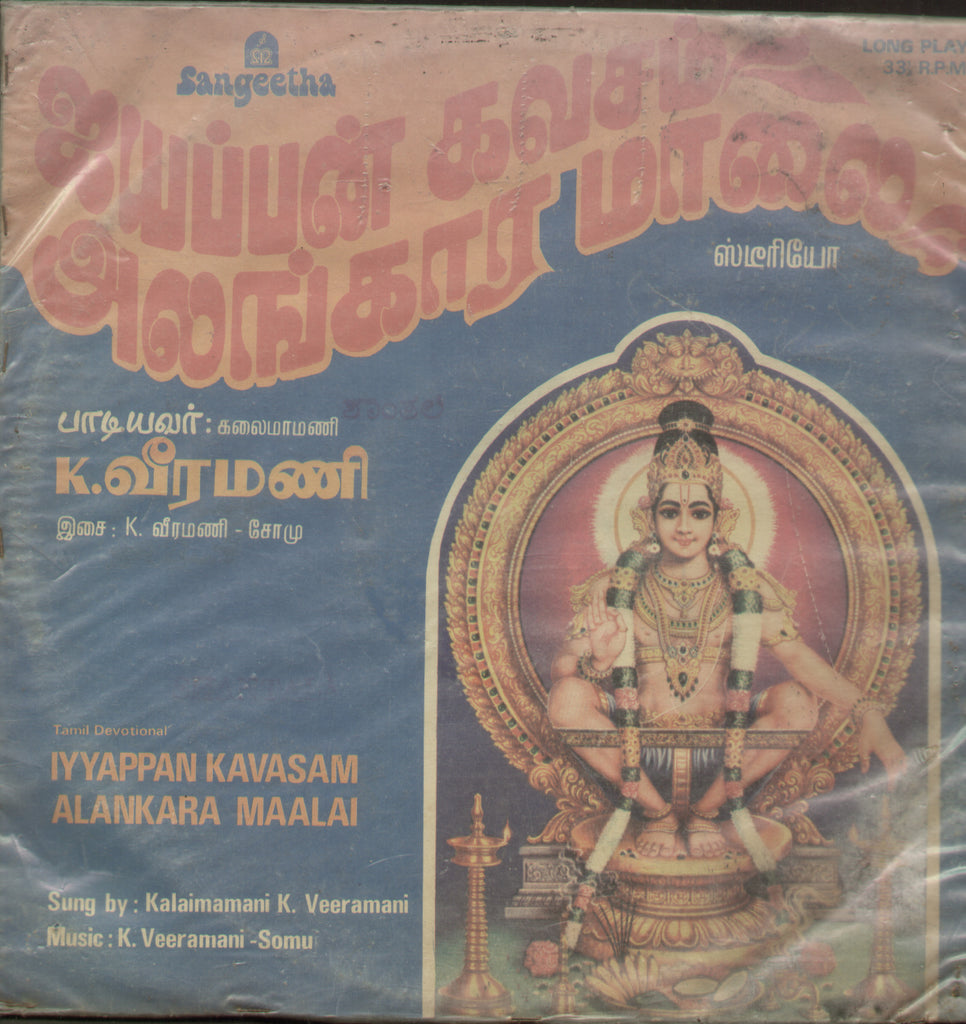 Sangeetha
LONG PLAY
33⅓ R.P.M
ஐயப்பன் கவசம்
அலங்கார மாலை
ஸ்டீரியோ
பாடியவர் : கலைமாமணி
K. வீரமணி
இசை : K. வீரமணி - சோமு
Tamil Devotional
IYYAPPAN KAVASAM
ALANKARA MAALAI
Sung by : Kalaimamani K. Veeramani
Music : K. Veeramani -Somu